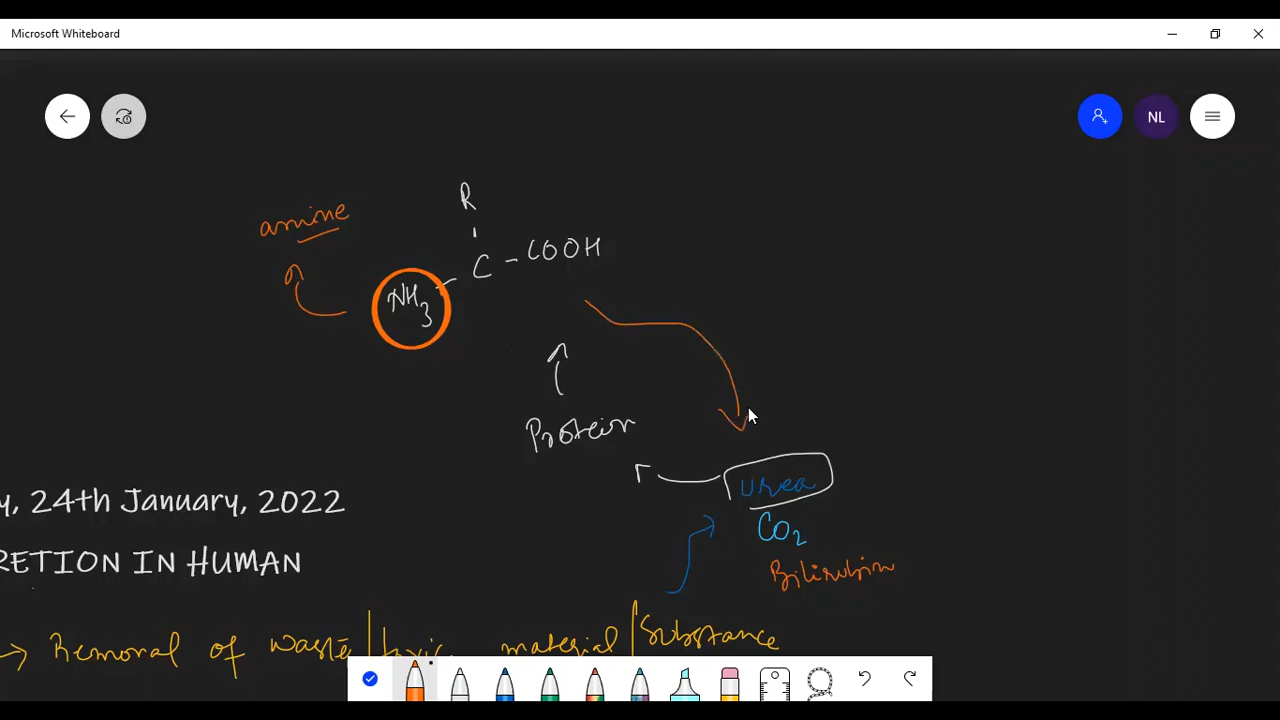 Microsoft Whiteboard
NL
R
amine
C - COOH
NH3
Protein
urea
y, 24th January, 2022
CO2
RETION IN HUMAN
Bilirubin
→ Removal of waste/toxic material/substance